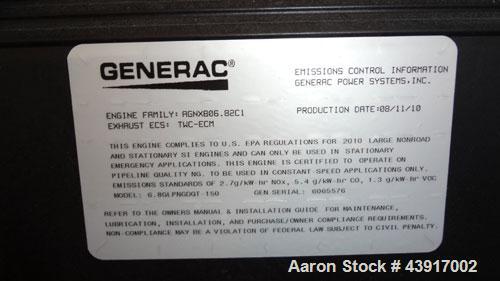 GENERAC®
EMISSIONS CONTROL INFORMATION
GENERAC POWER SYSTEMS, INC.
ENGINE FAMILY: AGNXB06.82C1
PRODUCTION DATE:08/11/10
EXHAUST ECS: TWC-ECM
THIS ENGINE COMPLIES TO U.S. EPA REGULATIONS FOR 2010 LARGE NONROAD
AND STATIONARY SI ENGINES AND CAN ONLY BE USED IN STATIONARY
EMERGENCY APPLICATIONS. THIS ENGINE IS CERTIFIED TO OPERATE ON
PIPELINE QUALITY NG. TO BE USED IN CONSTANT SPEED APPLICATIONS ONLY.
EMISSIONS STANDARDS OF 2.7g/kW-hr NOx, 5.4 g/kW-hr CO, 1.3 g/kW-hr VOC
MODEL: 6.8GLPNGDGT-150 GEN SERIAL: 6065576
REFER TO THE OWNERS MANUAL & INSTALLATION GUIDE FOR MAINTENANCE,
LUBRICATION, INSTALLATION, AND PURCHASE/OWNER COMPLIANCE REQUIREMENTS.
NON-COMPLIANCE MAY BE A VIOLATION OF FEDERAL LAW SUBJECT TO CIVIL PENALTY.
Aaron Stock # 43917002